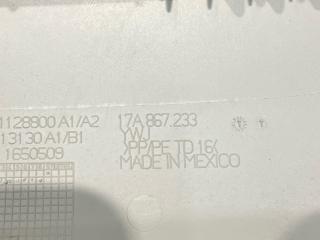 1128800 A1/A2
13130 A1/B1
1650509
17A 867.233
YWJ
>PP/PE TD 16<
MADE IN MEXICO